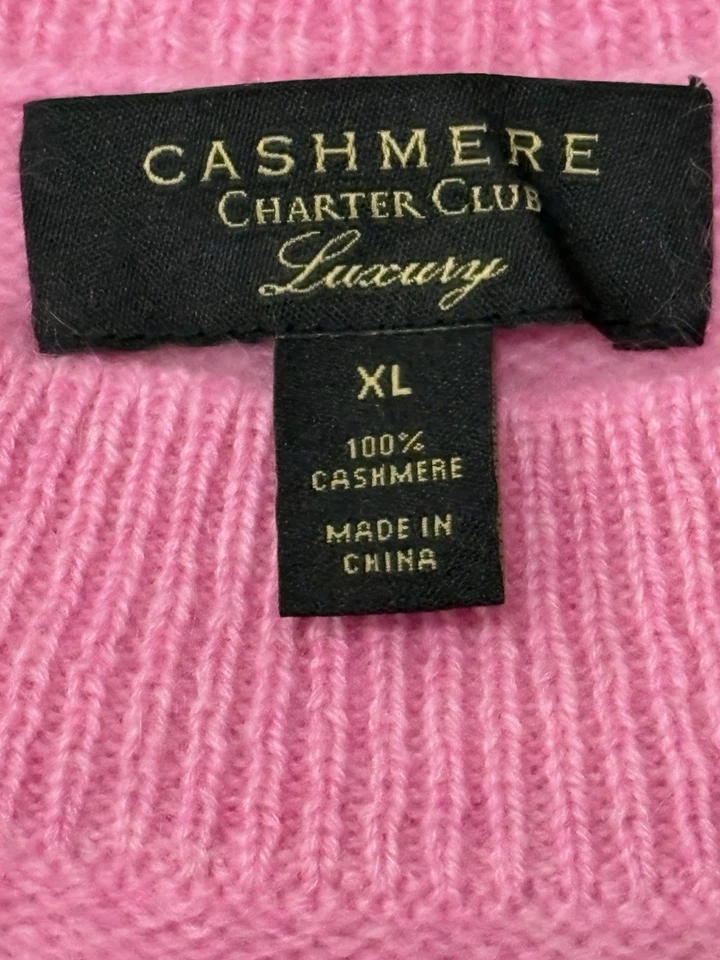 CASHMERE
CHARTER CLUB
Luxury
XL
100%
CASHMERE
MADE IN
CHINA